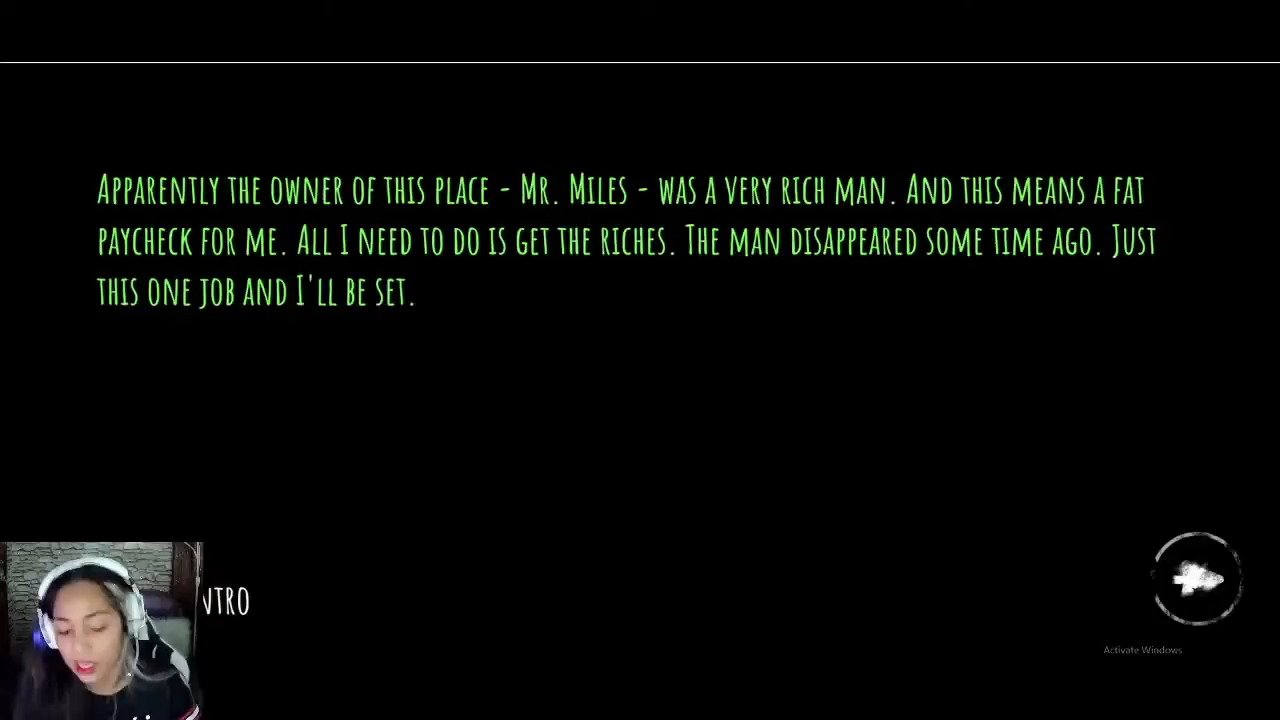 Apparently the owner of this place - Mr. Miles - was a very rich man. And this means a fat
paycheck for me. All I need to do is get the riches. The man disappeared some time ago. Just
this one job and I'll be set.
Activate Windows